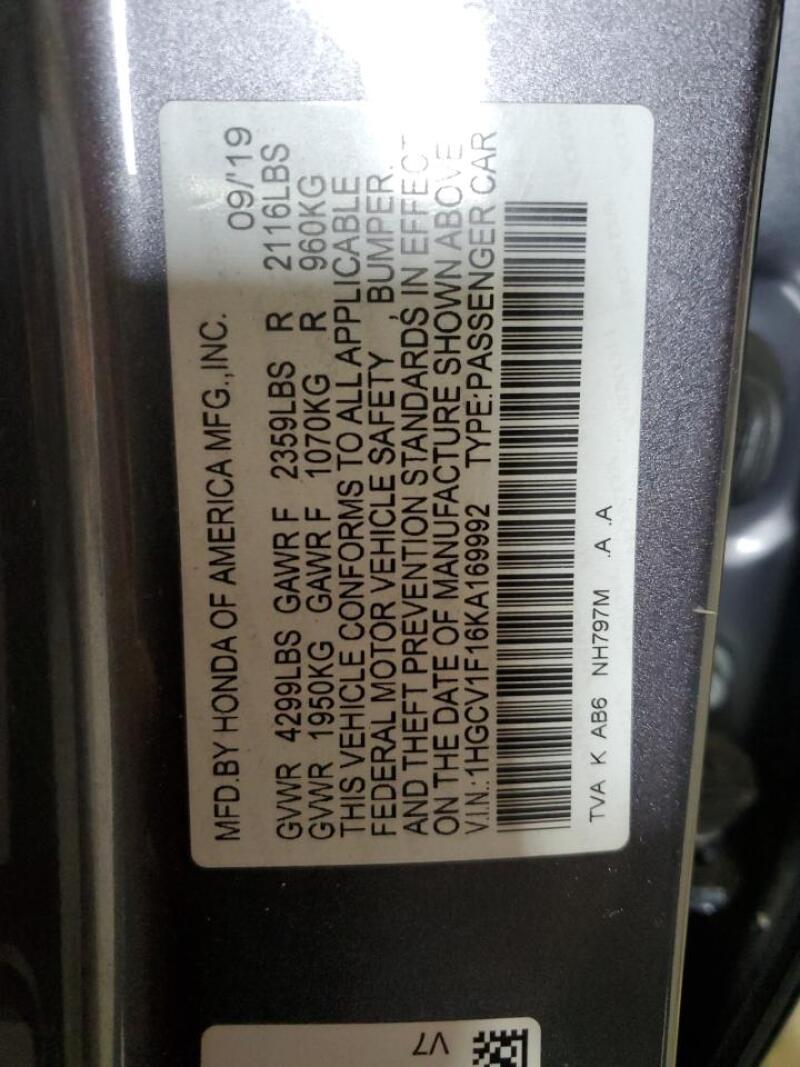 MFD.BY HONDA OF AMERICA MFG.,INC. 09/'19
GVWR 4299LBS GAWR F 2359LBS R 2116LBS
GVWR 1950KG GAWR F 1070KG R 960KG
THIS VEHICLE CONFORMS TO ALL APPLICABLE
FEDERAL MOTOR VEHICLE SAFETY , BUMPER,
AND THEFT PREVENTION STANDARDS IN EFFECT
ON THE DATE OF MANUFACTURE SHOWN ABOVE
V.I.N.:1HGCV1F16KA169992 TYPE:PASSENGER CAR
TVA K AB6 NH797M .A .A
V7